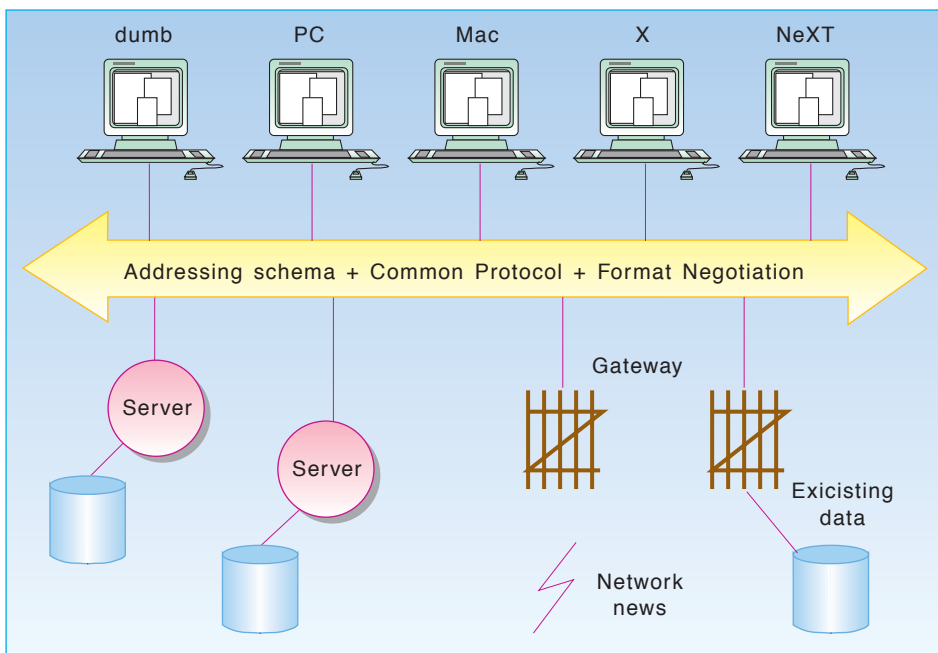 dumb PC Mac X NeXT
Addressing schema + Common Protocol + Format Negotiation
Gateway
Server
Server
Exicisting
data
Network
news